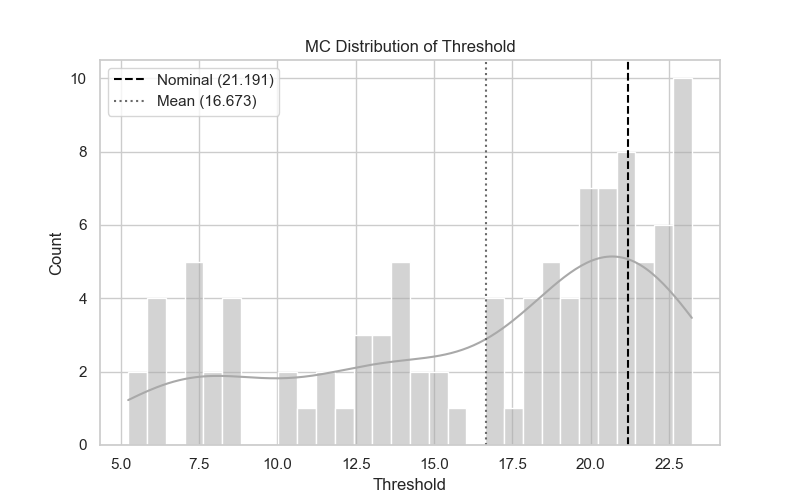 MC Distribution of Threshold
Nominal (21.191)
Mean (16.673)
10
8
6
4
2
0
Count
5.0 7.5 10.0 12.5 15.0 17.5 20.0 22.5
Threshold